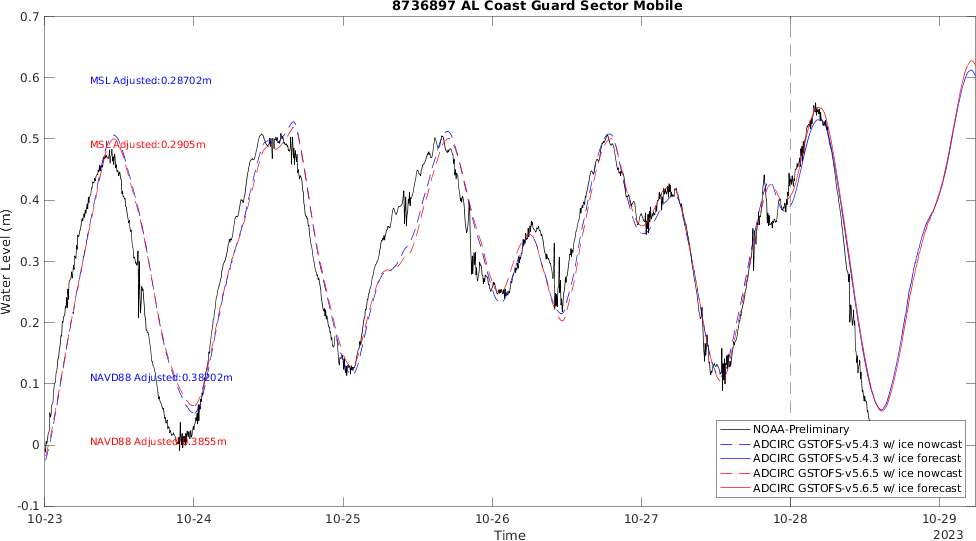 8736897 AL Coast Guard Sector Mobile
0.7
0.6
0.5
0.4
0.3
0.2
0.1
0
-0.1
Water Level (m)
MSL Adjusted:0.28702m
MSL Adjusted:0.2905m
NAVD88 Adjusted:0.38202m
NAVD88 Adjusted:0.3855m
NOAA-Preliminary
ADCIRC GSTOFS-v5.4.3 w/ ice nowcast
ADCIRC GSTOFS-v5.4.3 w/ ice forecast
ADCIRC GSTOFS-v5.6.5 w/ ice nowcast
ADCIRC GSTOFS-v5.6.5 w/ ice forecast
10-23 10-24 10-25 10-26 10-27 10-28 10-29
Time
2023